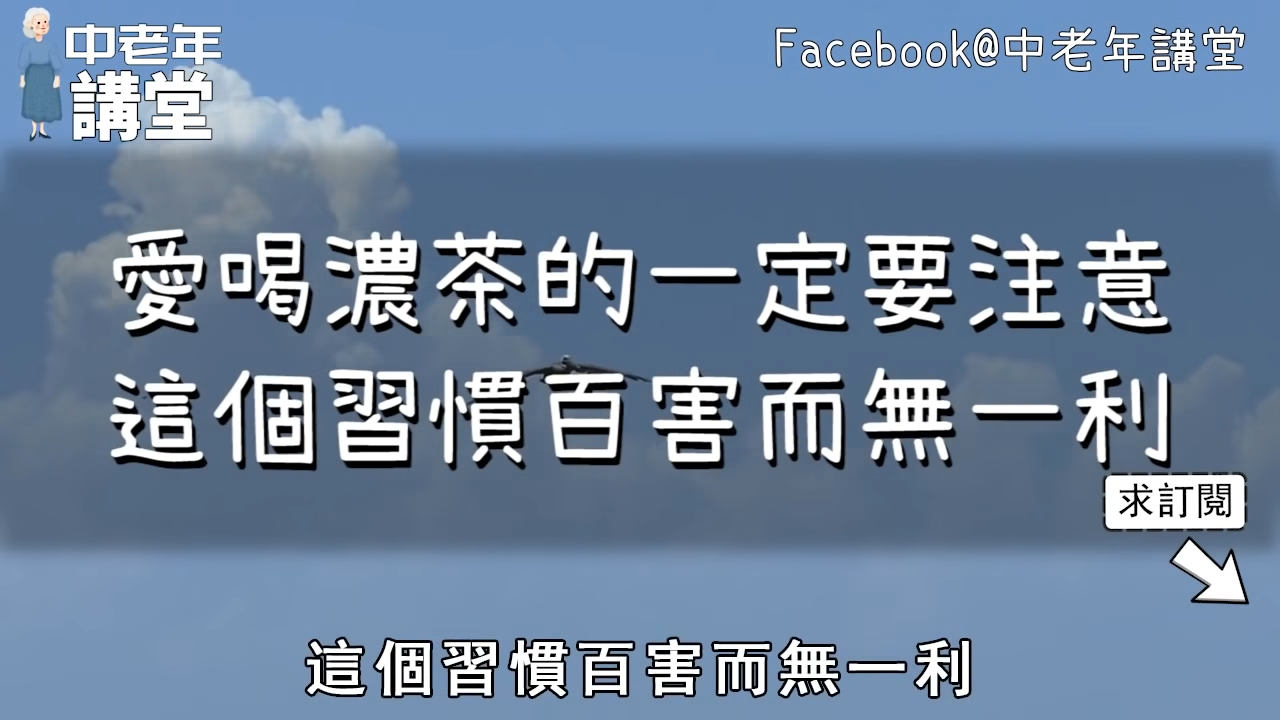 中老年
講堂
Facebook@中老年講堂
愛喝濃茶的一定要注意
這個習慣百害而無一利
求訂閱
這個習慣百害而無一利